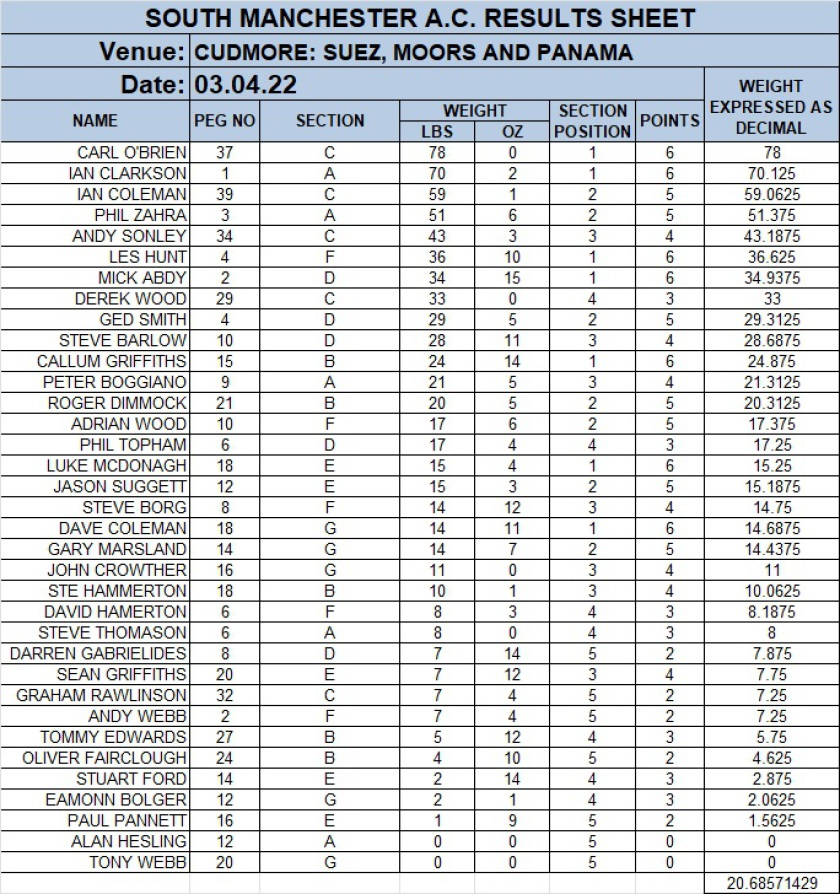 SOUTH MANCHESTER A.C. RESULTS SHEET
Venue: CUDMORE: SUEZ, MOORS AND PANAMA
Date: 03.04.22
NAME PEG NO SECTION WEIGHT LBS OZ SECTION POSITION POINTS WEIGHT EXPRESSED AS DECIMAL
CARL O'BRIEN 37 C 78 0 1 6 78
IAN CLARKSON 1 A 70 2 1 6 70.125
IAN COLEMAN 39 C 59 1 2 5 59.0625
PHIL ZAHRA 3 A 51 6 2 5 51.375
ANDY SONLEY 34 C 43 3 3 4 43.1875
LES HUNT 4 F 36 10 1 6 36.625
MICK ABDY 2 D 34 15 1 6 34.9375
DEREK WOOD 29 C 33 0 4 3 33
GED SMITH 4 D 29 5 2 5 29.3125
STEVE BARLOW 10 D 28 11 3 4 28.6875
CALLUM GRIFFITHS 15 B 24 14 1 6 24.875
PETER BOGGIANO 9 A 21 5 3 4 21.3125
ROGER DIMMOCK 21 B 20 5 2 5 20.3125
ADRIAN WOOD 10 F 17 6 2 5 17.375
PHIL TOPHAM 6 D 17 4 4 3 17.25
LUKE MCDONAGH 18 E 15 4 1 6 15.25
JASON SUGGETT 12 E 15 3 2 5 15.1875
STEVE BORG 8 F 14 12 3 4 14.75
DAVE COLEMAN 18 G 14 11 1 6 14.6875
GARY MARSLAND 14 G 14 7 2 5 14.4375
JOHN CROWTHER 16 G 11 0 3 4 11
STE HAMMERTON 18 B 10 1 3 4 10.0625
DAVID HAMERTON 6 F 8 3 4 3 8.1875
STEVE THOMASON 6 A 8 0 4 3 8
DARREN GABRIELIDES 8 D 7 14 5 2 7.875
SEAN GRIFFITHS 20 E 7 12 3 4 7.75
GRAHAM RAWLINSON 32 C 7 4 5 2 7.25
ANDY WEBB 2 F 7 4 5 2 7.25
TOMMY EDWARDS 27 B 5 12 4 3 5.75
OLIVER FAIRCLOUGH 24 B 4 10 5 2 4.625
STUART FORD 14 E 2 14 4 3 2.875
EAMONN BOLGER 12 G 2 1 4 3 2.0625
PAUL PANNETT 16 E 1 9 5 2 1.5625
ALAN HESLING 12 A 0 0 5 0 0
TONY WEBB 20 G 0 0 5 0 0
20.68571429